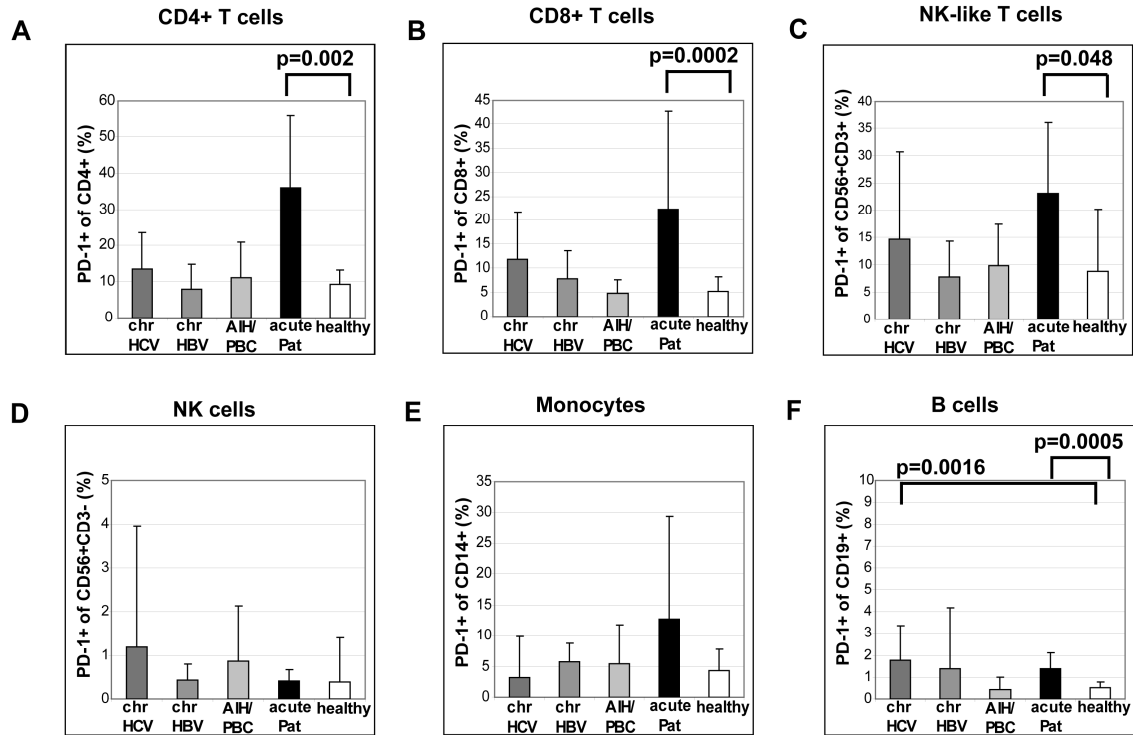 A
CD4+ T cells
p=0.002
PD-1+ of CD4+ (%)
60
50
40
30
20
10
0
chr HCV
chr HBV
AIH/ PBC
acute Pat
healthy
B
CD8+ T cells
p=0.0002
PD-1+ of CD8+ (%)
45
40
35
30
25
20
15
10
5
0
chr HCV
chr HBV
AIH/ PBC
acute Pat
healthy
C
NK-like T cells
p=0.048
PD-1+ of CD56+CD3+ (%)
40
35
30
25
20
15
10
5
0
chr HCV
chr HBV
AIH/ PBC
acute Pat
healthy
D
NK cells
PD-1+ of CD56+CD3- (%)
5
4
3
2
1
0
chr HCV
chr HBV
AIH/ PBC
acute Pat
healthy
E
Monocytes
PD-1+ of CD14+ (%)
35
30
25
20
15
10
5
0
chr HCV
chr HBV
AIH/ PBC
acute Pat
healthy
F
B cells
p=0.0005
p=0.0016
PD-1+ of CD19+ (%)
10
9
8
7
6
5
4
3
2
1
0
chr HCV
chr HBV
AIH/ PBC
acute Pat
healthy